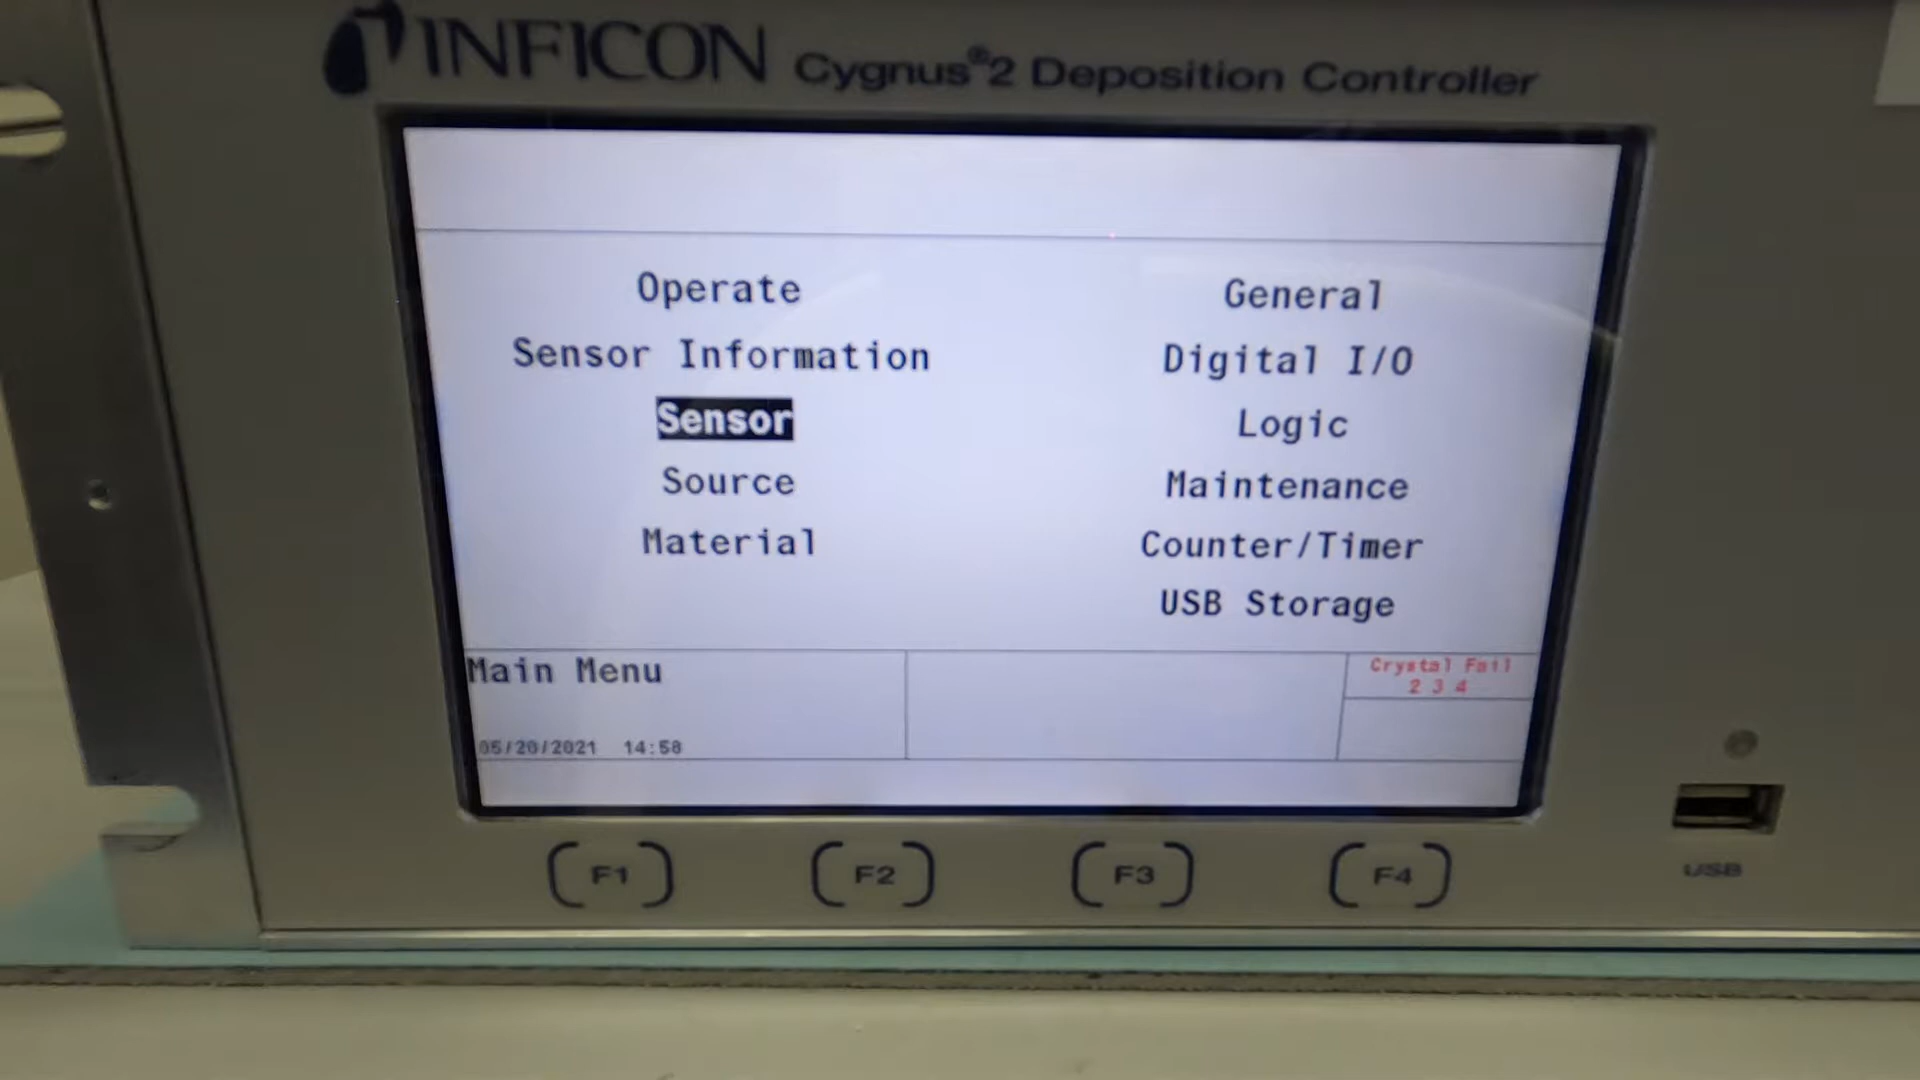 INFICON Cygnus®2 Deposition Controller
Operate
Sensor Information
Sensor
Source
Material
General
Digital I/O
Logic
Maintenance
Counter/Timer
USB Storage
Main Menu
05/20/2021 14:58
Crystal Fail
2 3 4
F1 F2 F3 F4
USB